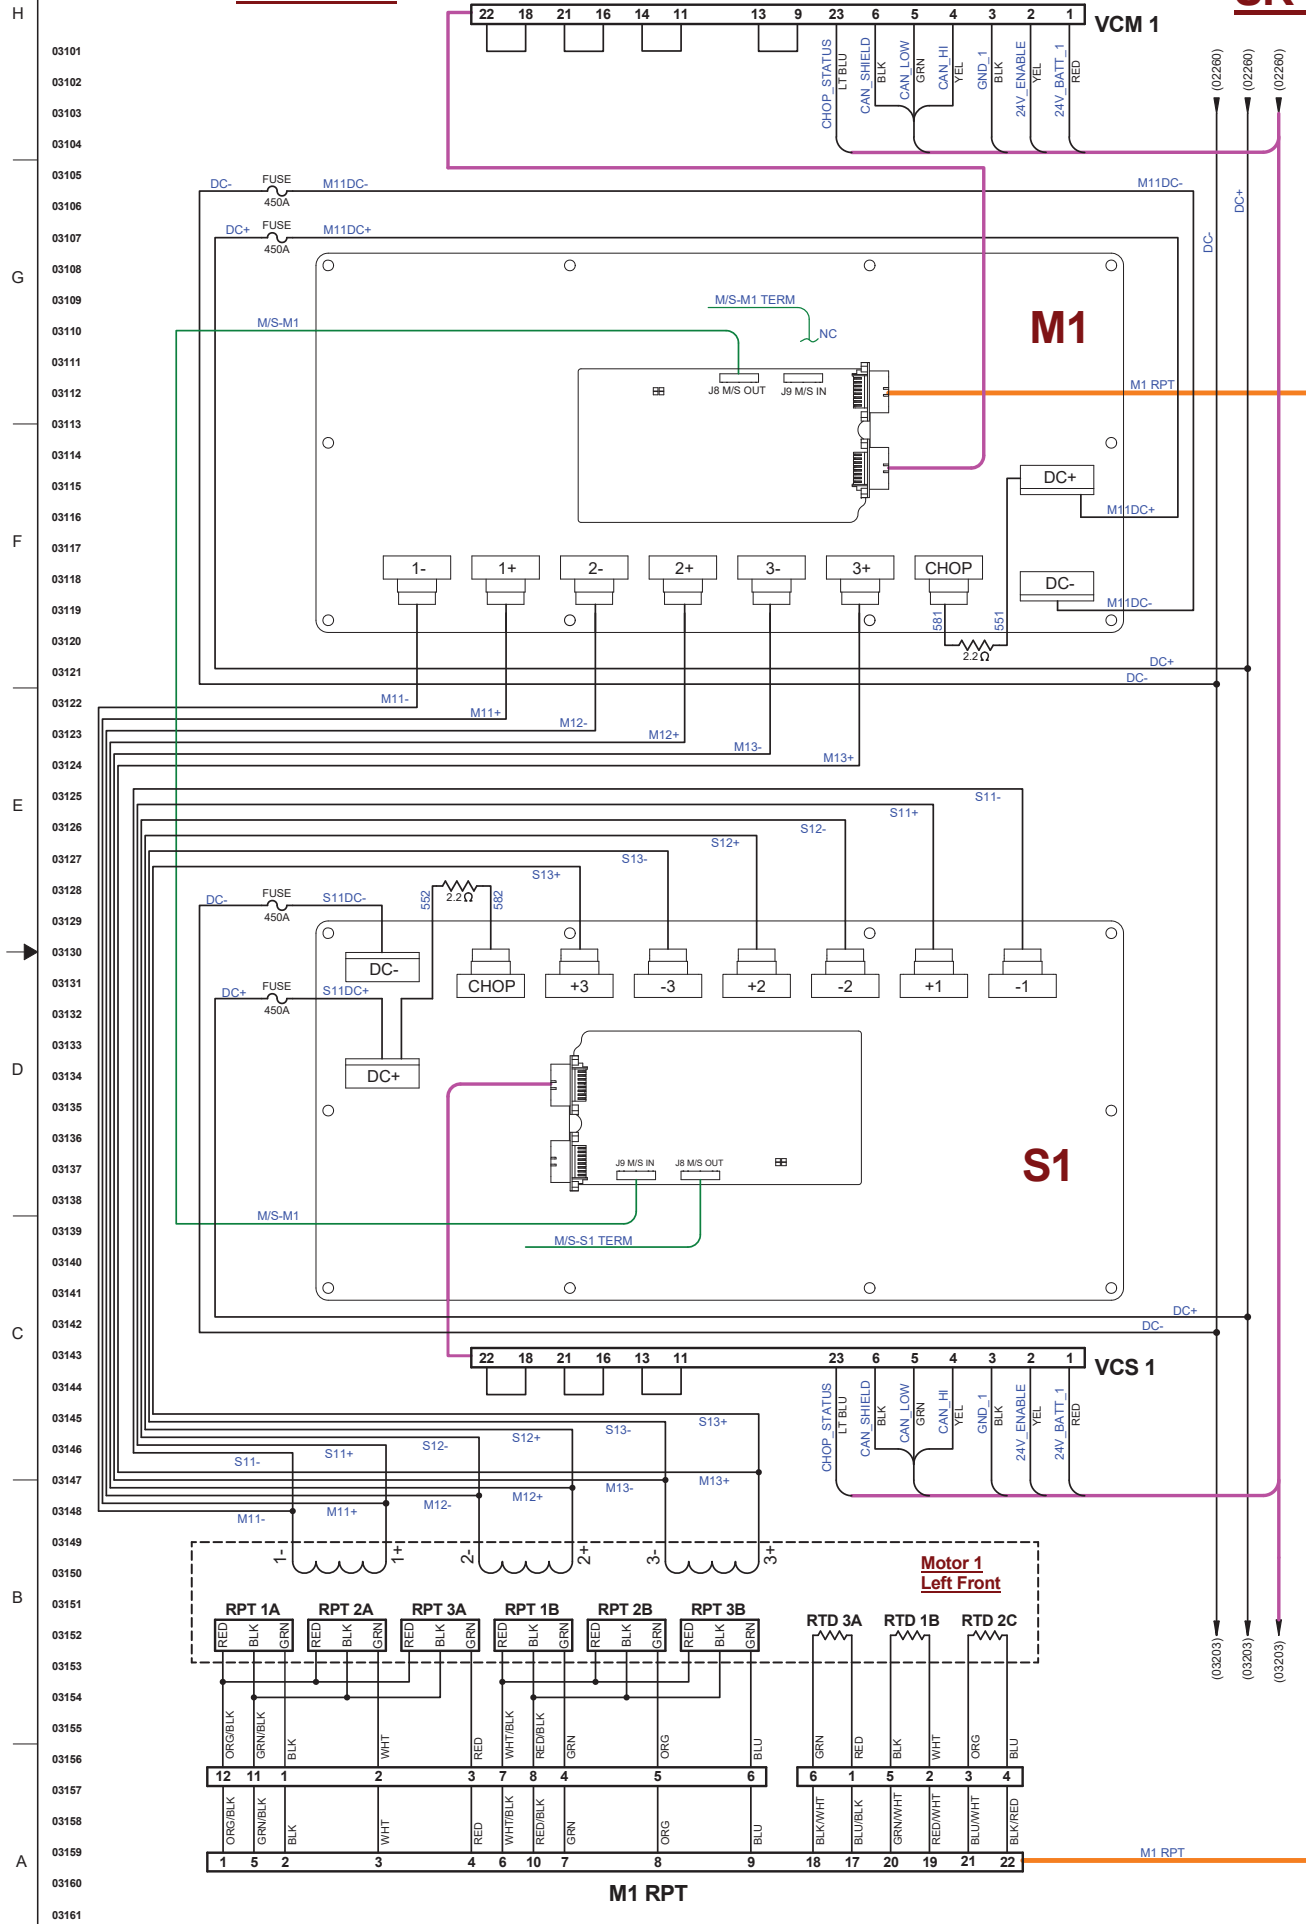 H
22 18 21 16 14 11 13 9 23 6 5 4 3 2 1
VCM 1
CHOP_STATUS
LT BLU
CAN_SHIELD
BLK
CAN_LOW
GRN
CAN_HI
YEL
GND_1
BLK
24V_ENABLE
YEL
24V_BATT_1
RED
(02260)
(02260)
(02260)
03101
03102
03103
03104
03105
DC- FUSE M11DC- M11DC-
450A
03106
DC+
DC-
03107
DC+ FUSE M11DC+
450A
03108
G
03109
M/S-M1 TERM
03110
M/S-M1
NC
M1
03111
J8 M/S OUT J9 M/S IN
03112
M1 RPT
03113
03114
DC+
03115
03116
M11DC+
F
03117
1- 1+ 2- 2+ 3- 3+ CHOP
03118
DC-
03119
M11DC-
581
551
2.2Ω
03120
03121
DC+
DC-
03122
M11-
M11+
03123
M12-
M12+
M13-
03124
M13+
E
03125
S11-
S11+
03126
S12-
S12+
03127
S13-
S13+
03128
DC- FUSE S11DC-
450A
552
2.2Ω
582
03129
03130
DC-
03131
CHOP +3 -3 +2 -2 +1 -1
DC+ FUSE S11DC+
450A
03132
03133
D
03134
DC+
03135
03136
03137
J9 M/S IN J8 M/S OUT
S1
03138
M/S-M1
03139
M/S-S1 TERM
03140
03141
DC+
03142
DC-
C
03143
22 18 21 16 13 11 23 6 5 4 3 2 1
VCS 1
03144
CHOP_STATUS
LT BLU
CAN_SHIELD
BLK
CAN_LOW
GRN
CAN_HI
YEL
GND_1
BLK
24V_ENABLE
YEL
24V_BATT_1
RED
03145
S13+
S13-
S12+
S12-
03146
S11+
S11-
03147
M13+
M13-
M12+
M12-
03148
M11+
M11-
03149
1- 1+ 2- 2+ 3- 3+
03150
Motor 1
Left Front
B
03151
RPT 1A RPT 2A RPT 3A RPT 1B RPT 2B RPT 3B RTD 3A RTD 1B RTD 2C
03152
RED BLK GRN RED BLK GRN RED BLK GRN RED BLK GRN RED BLK GRN RED BLK GRN
(03203)
(03203)
(03203)
03153
03154
03155
ORG/BLK GRN/BLK BLK WHT RED WHT/BLK RED/BLK GRN ORG BLU GRN RED BLK WHT ORG BLU
03156
12 11 1 2 3 7 8 4 5 6 6 1 5 2 3 4
03157
03158
ORG/BLK GRN/BLK BLK WHT RED WHT/BLK RED/BLK GRN ORG BLU BLK/WHT BLU/BLK GRN/WHT RED/WHT BLU/WHT BLK/RED
03159
A
1 5 2 3 4 6 10 7 8 9 18 17 20 19 21 22
M1 RPT
03160
M1 RPT
03161